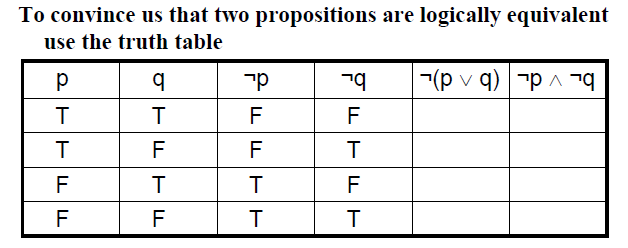 To convince us that two propositions are logically equivalent
use the truth table
p q ¬p ¬q ¬(p ∨ q) ¬p ∧ ¬q
T T F F
T F F T
F T T F
F F T T